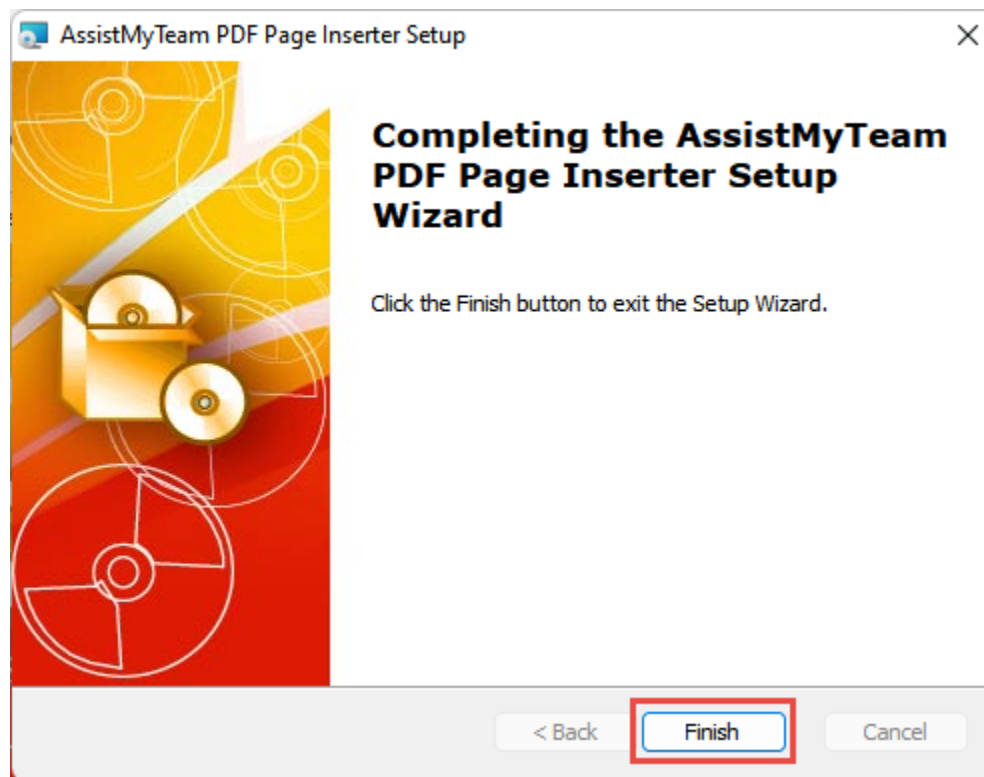 AssistMyTeam PDF Page Inserter Setup
Completing the AssistMyTeam
PDF Page Inserter Setup
Wizard
Click the Finish button to exit the Setup Wizard.
< Back
Finish
Cancel